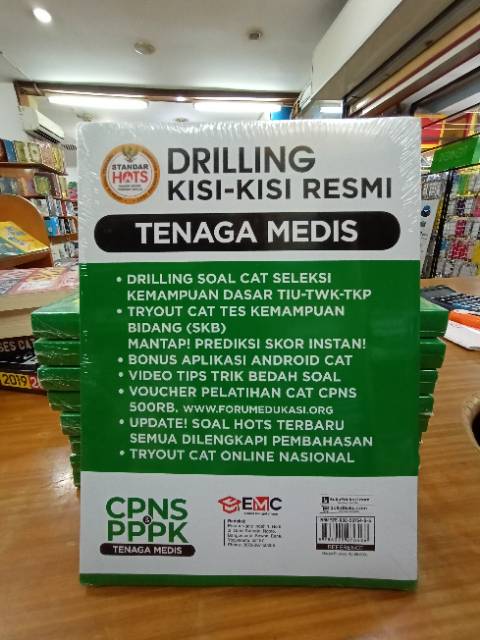 STANDAR
HOTS
DRILLING
KISI-KISI RESMI
TENAGA MEDIS
• DRILLING SOAL CAT SELEKSI
KEMAMPUAN DASAR TIU-TWK-TKP
• TRYOUT CAT TES KEMAMPUAN
BIDANG (SKB)
MANTAP! PREDIKSI SKOR INSTAN!
• BONUS APLIKASI ANDROID CAT
• VIDEO TIPS TRIK BEDAH SOAL
• VOUCHER PELATIHAN CAT CPNS
500RB. WWW.FORUMEDUKASI.ORG
• UPDATE! SOAL HOTS TERBARU
SEMUA DILENGKAPI PEMBAHASAN
• TRYOUT CAT ONLINE NASIONAL
CPNS
&
PPPK
TENAGA MEDIS
EMC
Redaksi:
REFERENSI
2019